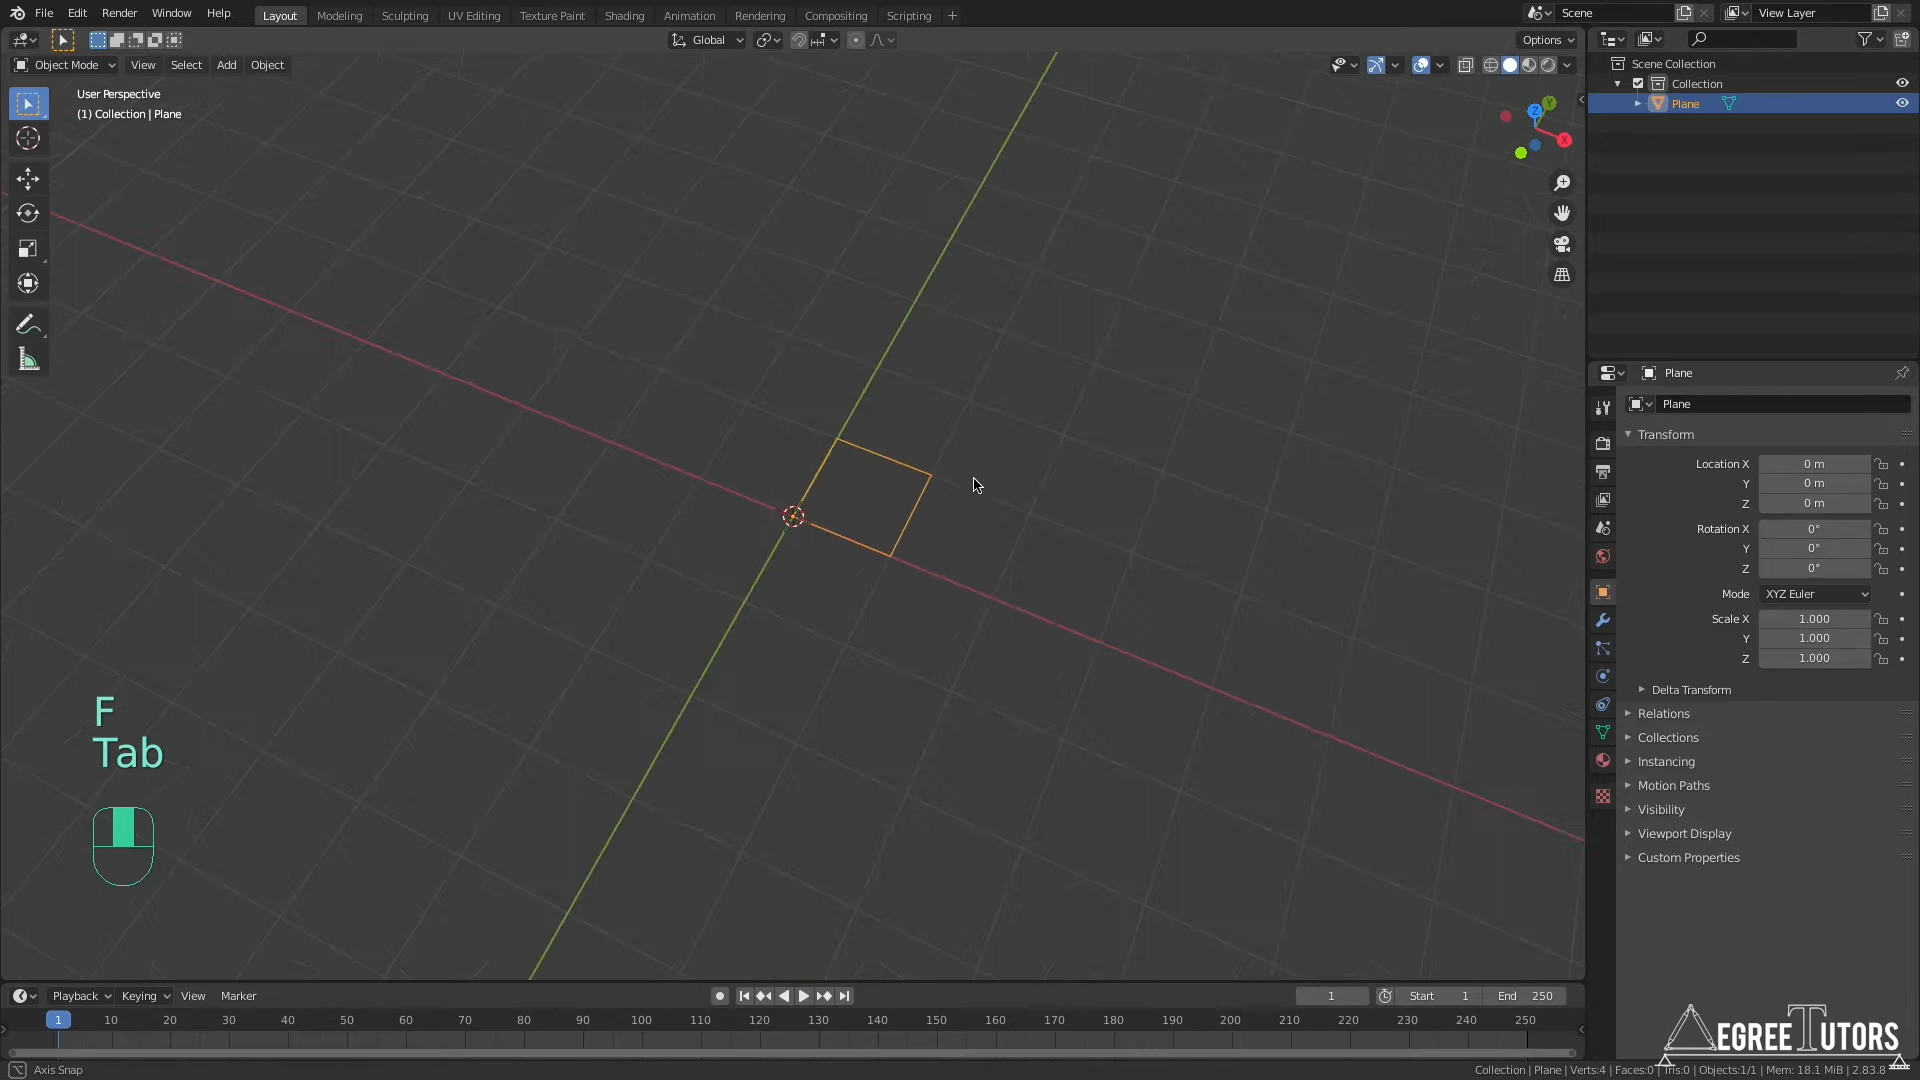 File Edit Render Window Help Layout Modeling Sculpting UV Editing Texture Paint Shading Animation Rendering Compositing Scripting + Scene View Layer
Global Options
Object Mode View Select Add Object
User Perspective
(1) Collection | Plane
Z
Y
X
Scene Collection
Collection
Plane
Plane
Plane
Transform
Location X 0 m
Y 0 m
Z 0 m
Rotation X 0°
Y 0°
Z 0°
Mode XYZ Euler
Scale X 1.000
Y 1.000
Z 1.000
Delta Transform
Relations
Collections
Instancing
Motion Paths
Visibility
Viewport Display
Custom Properties
F
Tab
Playback Keying View Marker 1 Start 1 End 250
1 10 20 30 40 50 60 70 80 90 100 110 120 130 140 150 160 170 180 190 200 210 220 230 240 250
DEGREE TUTORS
Axis Snap Collection | Plane | Verts:4 | Faces:0 | Tris:0 | Objects:1/1 | Mem: 18.1 MiB | 2.83.8